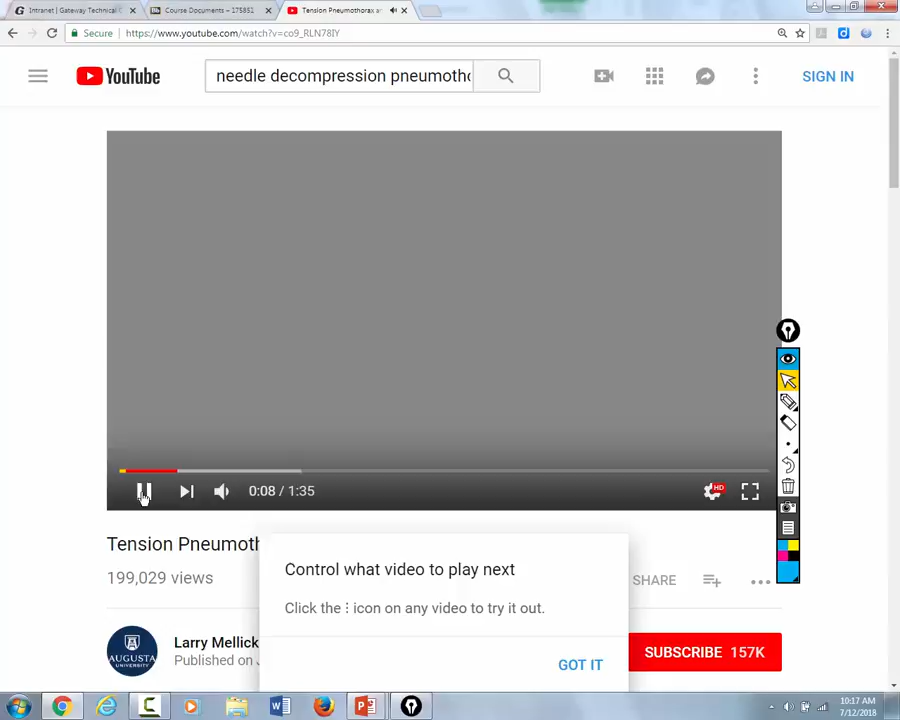 Intranet | Gateway Technical C
Course Documents – 175851
Tension Pneumothorax a
Secure
https://www.youtube.com/watch?v=co9_RLN78IY
YouTube
needle decompression pneumotho
SIGN IN
0:08 / 1:35
HD
Tension Pneumoth
199,029 views
SHARE
Control what video to play next
Click the ⋮ icon on any video to try it out.
GOT IT
AUGUSTA
UNIVERSITY
Larry Mellick
Published on J
SUBSCRIBE 157K
10:17 AM
7/12/2018